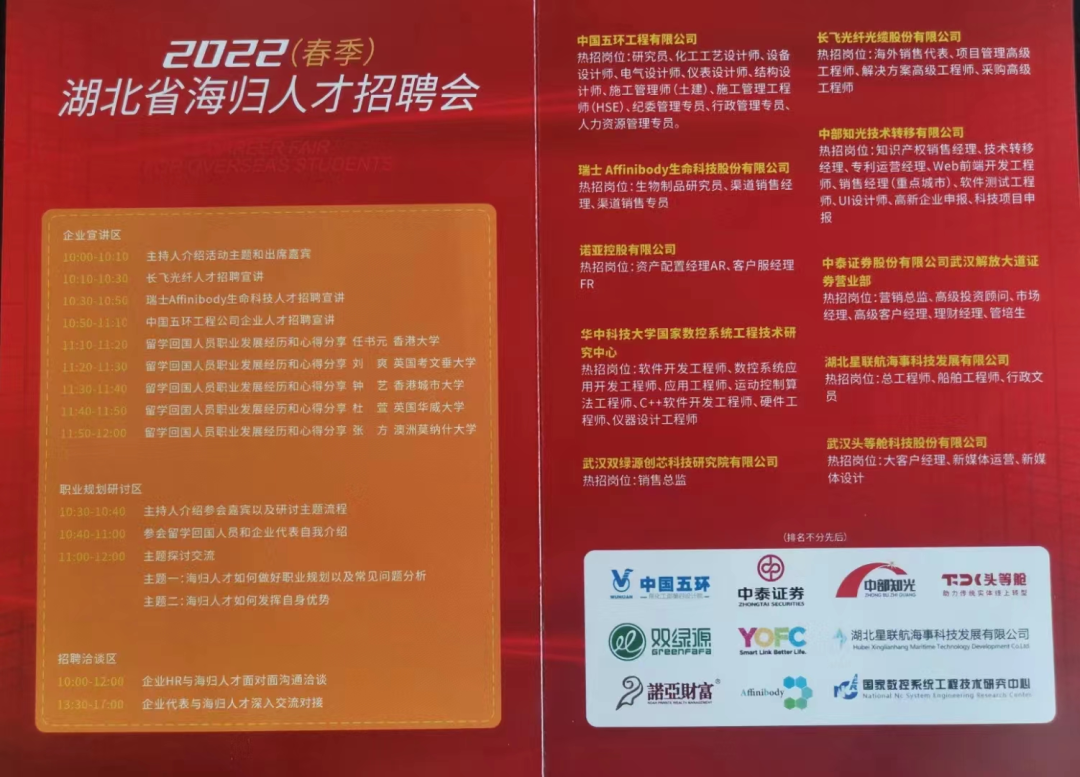 2022(春季)
湖北省海归人才招聘会
企业宣讲区
10:00-10:10 主持人介绍活动主题和出席嘉宾
10:10-10:30 长飞光纤人才招聘宣讲
10:30-10:50 瑞士Affinibody生命科技人才招聘宣讲
10:50-11:10 中国五环工程公司企业人才招聘宣讲
11:10-11:20 留学回国人员职业发展经历和心得分享 任书元 香港大学
11:20-11:30 留学回国人员职业发展经历和心得分享 刘 爽 英国考文垂大学
11:30-11:40 留学回国人员职业发展经历和心得分享 钟 艺 香港城市大学
11:40-11:50 留学回国人员职业发展经历和心得分享 杜 萱 英国华威大学
11:50-12:00 留学回国人员职业发展经历和心得分享 张 方 澳洲莫纳什大学
职业规划研讨区
10:30-10:40 主持人介绍参会嘉宾以及研讨主题流程
10:40-11:00 参会留学回国人员和企业代表自我介绍
11:00-12:00 主题探讨交流
主题一:海归人才如何做好职业规划以及常见问题分析
主题二:海归人才如何发挥自身优势
招聘洽谈区
10:00-12:00 企业HR与海归人才面对面沟通洽谈
13:30-17:00 企业代表与海归人才深入交流对接
中国五环工程有限公司
热招岗位:研究员、化工工艺设计师、设备
设计师、电气设计师、仪表设计师、结构设
计师、施工管理师(土建)、施工管理工程
师(HSE)、纪委管理专员、行政管理专员、
人力资源管理专员。
瑞士 Affinibody生命科技股份有限公司
热招岗位:生物制品研究员、渠道销售经
理、渠道销售专员
诺亚控股有限公司
热招岗位:资产配置经理AR、客户服经理
FR
华中科技大学国家数控系统工程技术研
究中心
热招岗位:软件开发工程师、数控系统应
用开发工程师、应用工程师、运动控制算
法工程师、C++软件开发工程师、硬件工
程师、仪器设计工程师
武汉双绿源创芯科技研究院有限公司
热招岗位:销售总监
长飞光纤光缆股份有限公司
热招岗位:海外销售代表、项目管理高级
工程师、解决方案高级工程师、采购高级
工程师
中部知光技术转移有限公司
热招岗位:知识产权销售经理、技术转移
经理、专利运营经理、Web前端开发工程
师、销售经理(重点城市)、软件测试工程
师、UI设计师、高新企业申报、科技项目申
报
中泰证券股份有限公司武汉解放大道证
券营业部
热招岗位:营销总监、高级投资顾问、市场
经理、高级客户经理、理财经理、管培生
湖北星联航海事科技发展有限公司
热招岗位:总工程师、船舶工程师、行政文
员
武汉头等舱科技股份有限公司
热招岗位:大客户经理、新媒体运营、新媒
体设计
(排名不分先后)
中国五环
WUHUAN
中泰证券
ZHONGTAI SECURITIES
中部知光
ZHONG BU ZHI GUANG
头等舱
助力传统实体线上转型
双绿源
GreenFaFa
YOFC
Smart Link Better Life.
湖北星联航海事科技发展有限公司
Hubei Xinglianhang Maritime Technology Development Co.Ltd
諾亞財富
NOAH PRIVATE WEALTH MANAGEMENT
Affinibody
国家数控系统工程技术研究中心
National Nc System Engineering Research Center